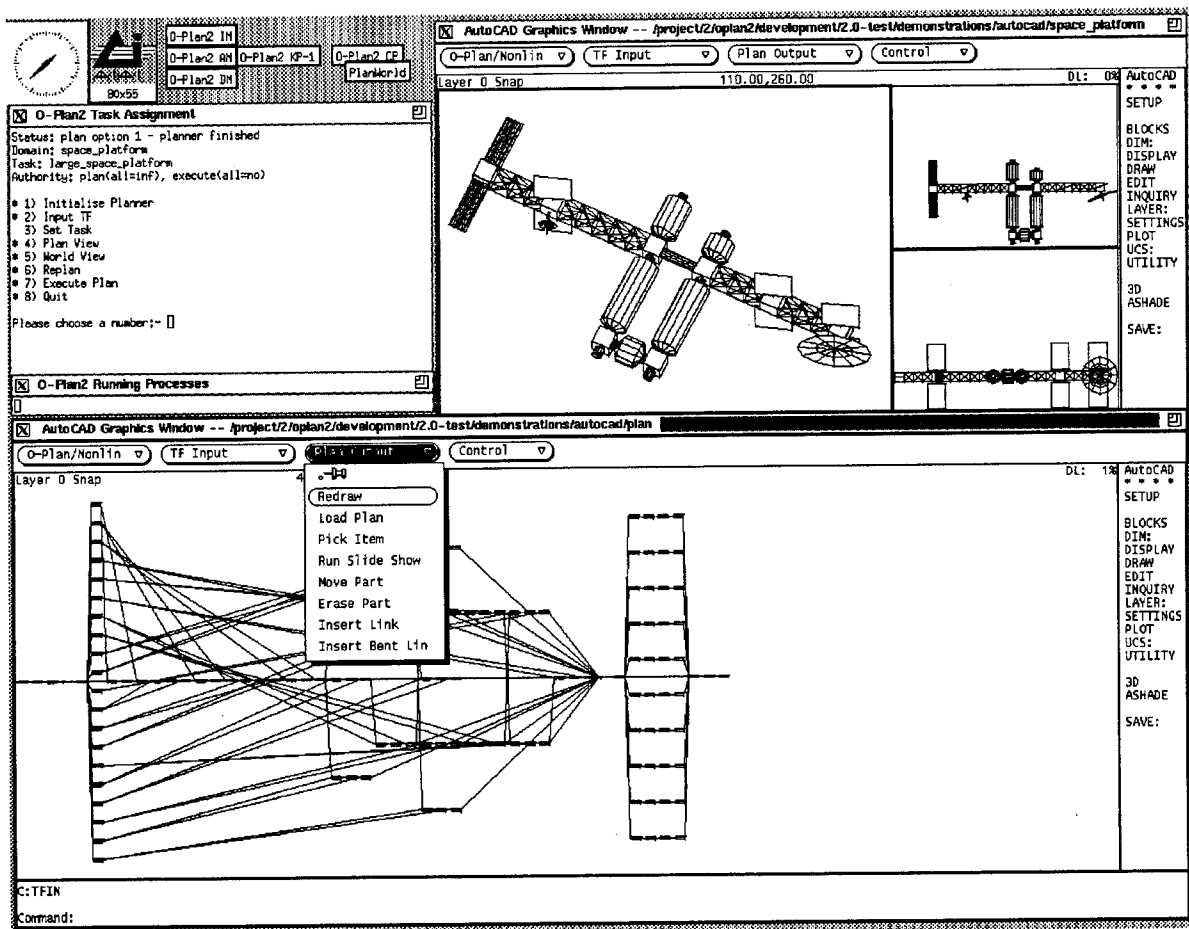 O-Plan2 IM
O-Plan2 AM
O-Plan2 KP-1
O-Plan2 CP
PlanWorld
O-Plan2 DM
80x55
O-Plan2 Task Assignment
Status: plan option 1 - planner finished
Domain: space_platform
Task: large_space_platform
Authority: plan(all=inf), execute(all=no)
* 1) Initialise Planner
* 2) Input TF
3) Set Task
* 4) Plan View
* 5) World View
* 6) Replan
* 7) Execute Plan
* 8) Quit
Please choose a number:-
O-Plan2 Running Processes
AutoCAD Graphics Window -- /project/2/oplan2/development/2.0-test/demonstrations/autocad/space_platform
O-Plan/Nonlin
TF Input
Plan Output
Control
Layer 0 Snap
110.00,260.00
DL: 0%
AutoCAD
* * * *
SETUP
BLOCKS
DIM:
DISPLAY
DRAW
EDIT
INQUIRY
LAYER:
SETTINGS
PLOT
UCS:
UTILITY
3D
ASHADE
SAVE:
AutoCAD Graphics Window -- /project/2/oplan2/development/2.0-test/demonstrations/autocad/plan
O-Plan/Nonlin
TF Input
Control
Layer 0 Snap
4
DL: 1%
Redraw
Load Plan
Pick Item
Run Slide Show
Move Part
Erase Part
Insert Link
Insert Bent Lin
AutoCAD
* * * *
SETUP
BLOCKS
DIM:
DISPLAY
DRAW
EDIT
INQUIRY
LAYER:
SETTINGS
PLOT
UCS:
UTILITY
3D
ASHADE
SAVE:
C:TFIN
Command: